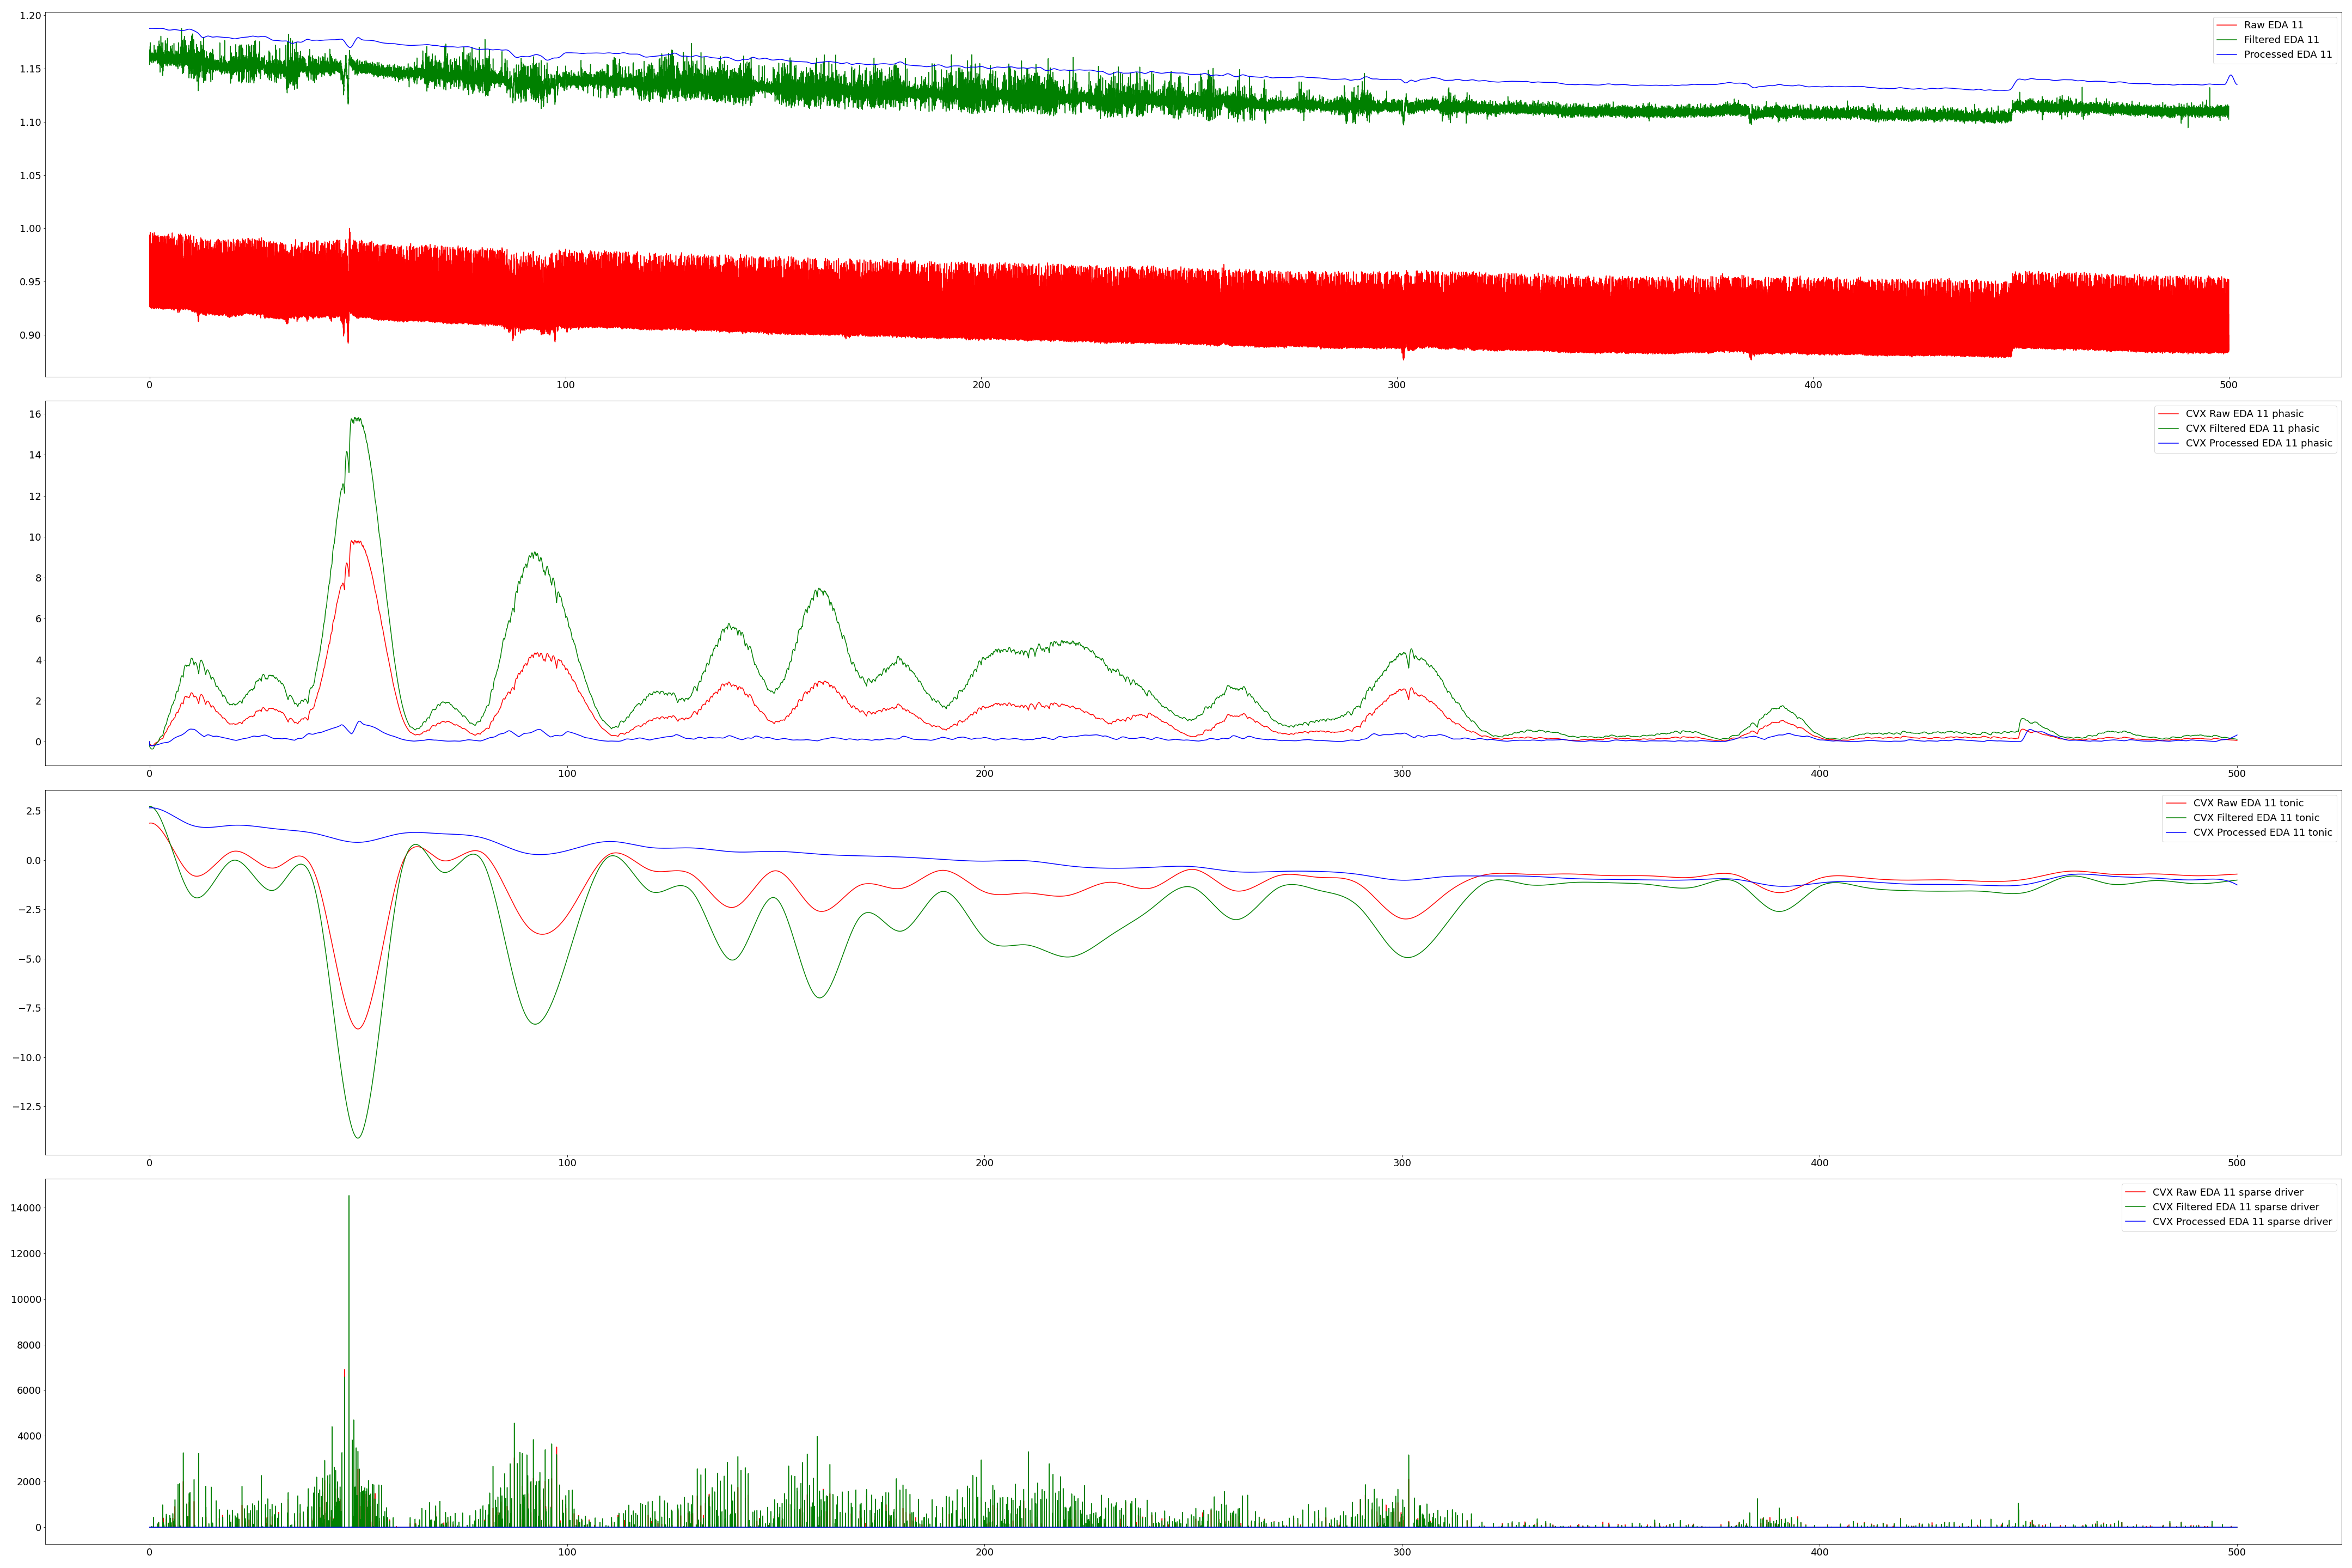 1.20
1.15
1.10
1.05
1.00
0.95
0.90
Raw EDA 11
Filtered EDA 11
Processed EDA 11
0 100 200 300 400 500
16
14
12
10
8
6
4
2
0
CVX Raw EDA 11 phasic
CVX Filtered EDA 11 phasic
CVX Processed EDA 11 phasic
0 100 200 300 400 500
2.5
0.0
−2.5
−5.0
−7.5
−10.0
−12.5
CVX Raw EDA 11 tonic
CVX Filtered EDA 11 tonic
CVX Processed EDA 11 tonic
0 100 200 300 400 500
14000
12000
10000
8000
6000
4000
2000
0
CVX Raw EDA 11 sparse driver
CVX Filtered EDA 11 sparse driver
CVX Processed EDA 11 sparse driver
0 100 200 300 400 500